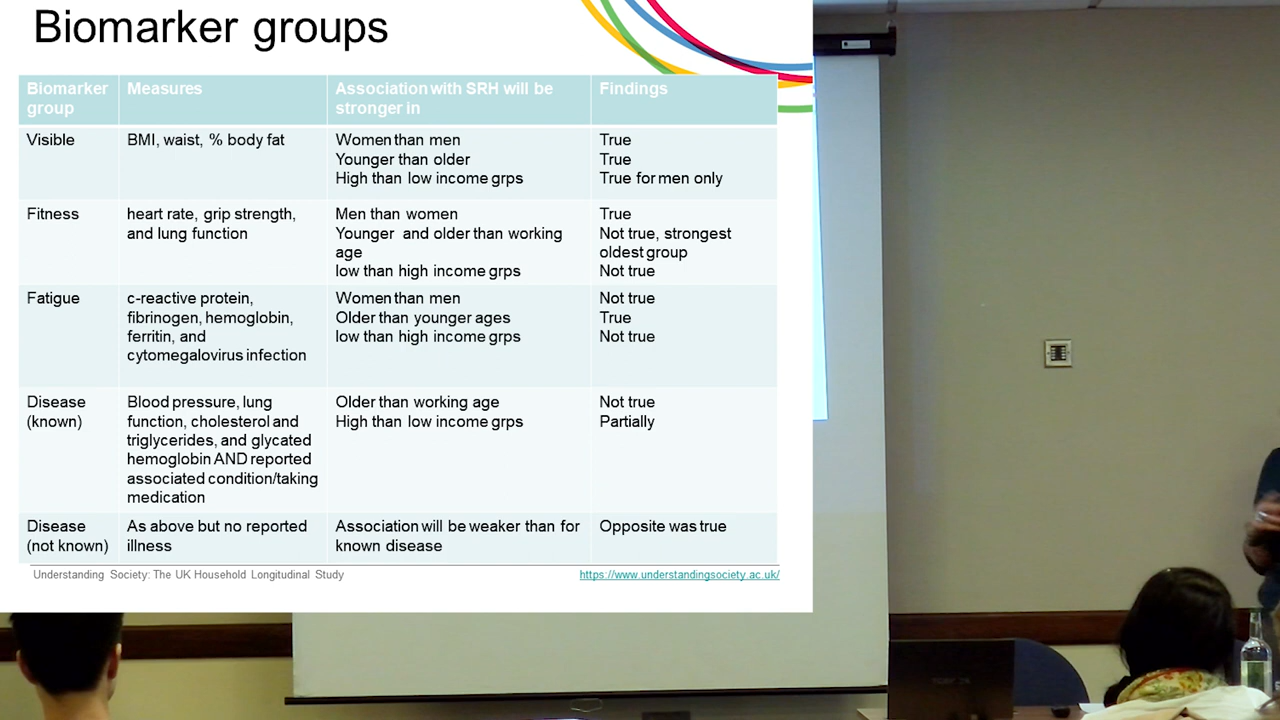 Biomarker groups
Biomarker group
Measures
Association with SRH will be stronger in
Findings
Visible
BMI, waist, % body fat
Women than men
Younger than older
High than low income grps
True
True
True for men only
Fitness
heart rate, grip strength,
and lung function
Men than women
Younger and older than working
age
low than high income grps
True
Not true, strongest
oldest group
Not true
Fatigue
c-reactive protein,
fibrinogen, hemoglobin,
ferritin, and
cytomegalovirus infection
Women than men
Older than younger ages
low than high income grps
Not true
True
Not true
Disease
(known)
Blood pressure, lung
function, cholesterol and
triglycerides, and glycated
hemoglobin AND reported
associated condition/taking
medication
Older than working age
High than low income grps
Not true
Partially
Disease
(not known)
As above but no reported
illness
Association will be weaker than for
known disease
Opposite was true
Understanding Society: The UK Household Longitudinal Study
https://www.understandingsociety.ac.uk/